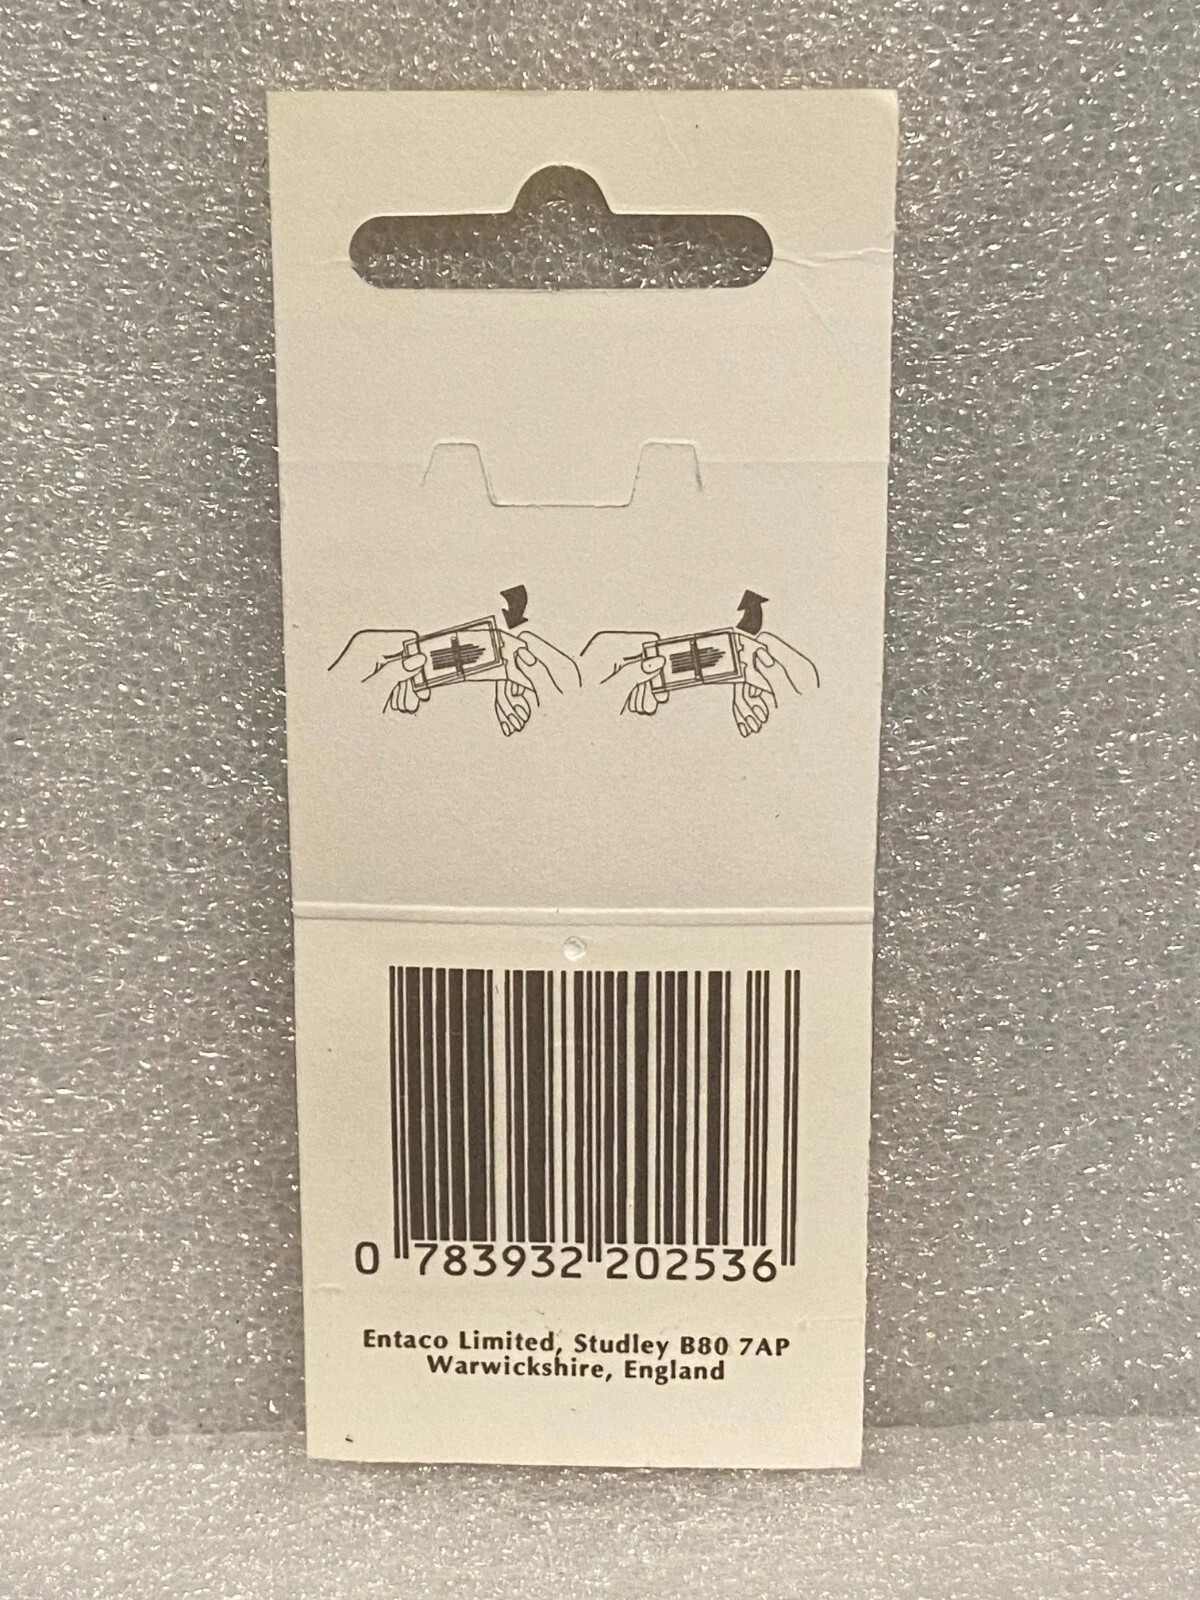 0 783932 202536
Entaco Limited, Studley B80 7AP
Warwickshire, England